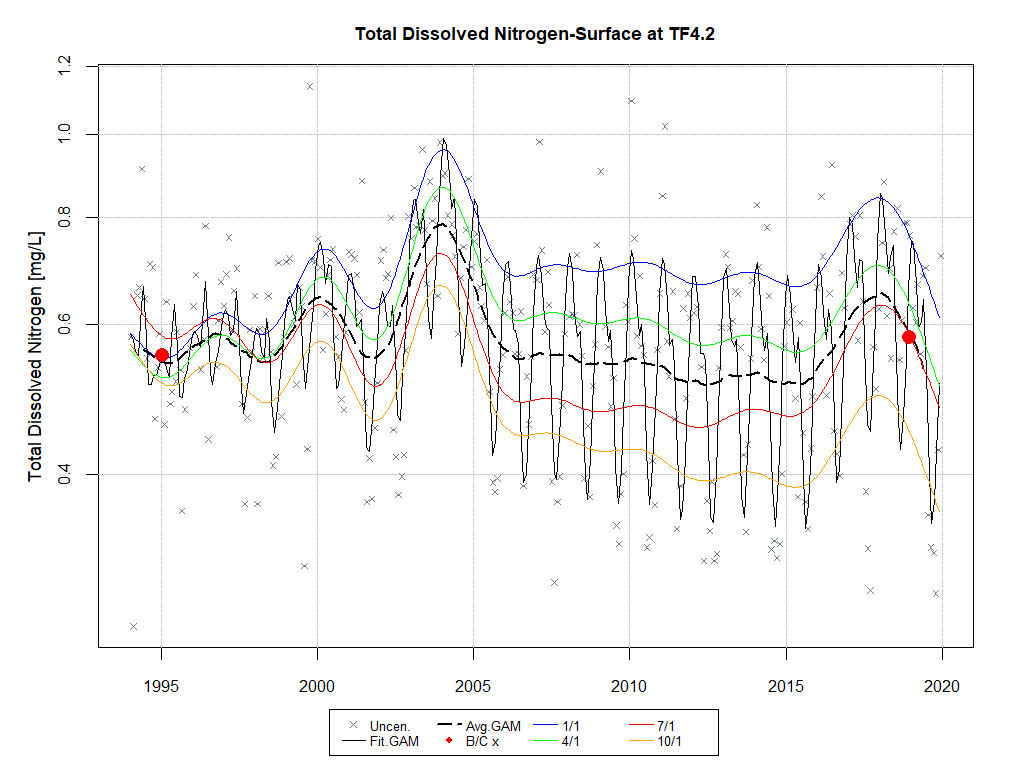 Total Dissolved Nitrogen-Surface at TF4.2
Total Dissolved Nitrogen [mg/L]
1.2
1.0
0.8
0.6
0.4
1995 2000 2005 2010 2015 2020
Uncen. Avg.GAM 1/1 7/1
Fit.GAM B/C x 4/1 10/1